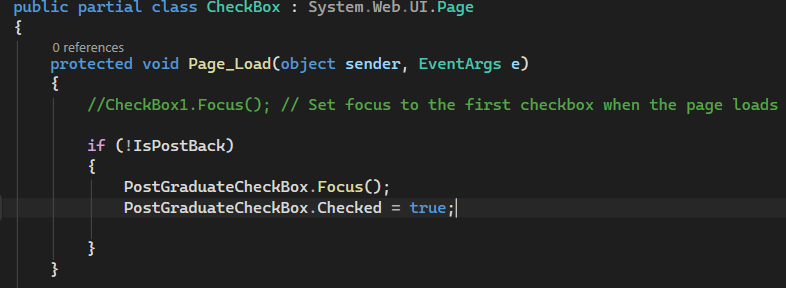 public partial class CheckBox : System.Web.UI.Page
{
0 references
protected void Page_Load(object sender, EventArgs e)
{
//CheckBox1.Focus(); // Set focus to the first checkbox when the page loads
if (!IsPostBack)
{
PostGraduateCheckBox.Focus();
PostGraduateCheckBox.Checked = true;
}
}